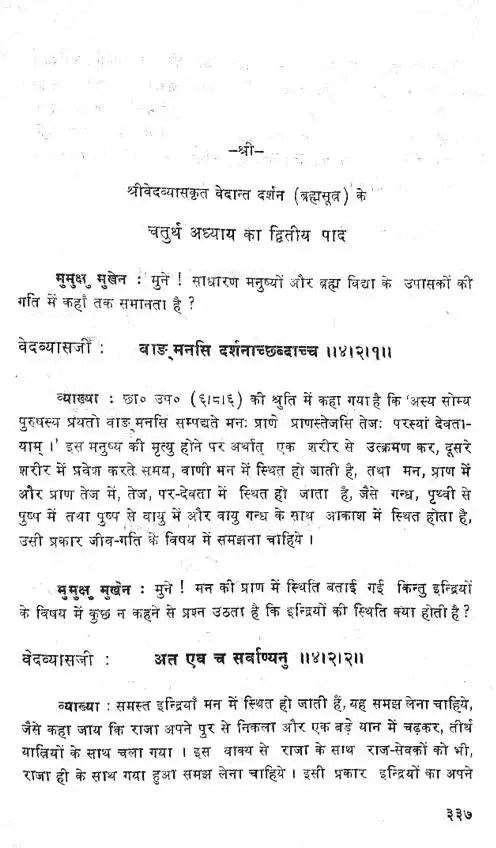 –श्री–
श्रीवेदव्यासकृत वेदान्त दर्शन (ब्रह्मसूत्र) के
चतुर्थ अध्याय का द्वितीय पाद
मुमुक्षु मुखेन : मुने ! साधारण मनुष्यों और ब्रह्म विद्या के उपासकों की
गति में कहाँ तक समानता है ?
वेदव्यासजी : वाङ्मनसि दर्शनाच्छब्दाच्च ॥४।२।१॥
व्याख्या : छा० उप० (६।८।६) की श्रुति में कहा गया है कि ‘अस्य सोम्य
पुरुषस्य प्रयतो वाङ्मनसि सम्पद्यते मनः प्राणे प्राणस्तेजसि तेजः परस्यां देवता-
याम् ।’ इस मनुष्य की मृत्यु होने पर अर्थात् एक शरीर से उत्क्रमण कर, दूसरे
शरीर में प्रवेश करते समय, वाणी मन में स्थित हो जाती है, तथा मन, प्राण में
और प्राण तेज में, तेज, पर-देवता में स्थित हो जाता है, जैसे गन्ध, पृथ्वी से
पुष्प में तथा पुष्प से वायु में और वायु गन्ध के साथ आकाश में स्थित होता है,
उसी प्रकार जीव-गति के विषय में समझना चाहिये ।
मुमुक्षु मुखेन : मुने ! मन की प्राण में स्थिति बताई गई किन्तु इन्द्रियों
के विषय में कुछ न कहने से प्रश्न उठता है कि इन्द्रियों की स्थिति क्या होती है ?
वेदव्यासजी : अत एव च सर्वाण्यनु ॥४।२।२॥
व्याख्या : समस्त इन्द्रियाँ मन में स्थित हो जाती हैं, यह समझ लेना चाहिये,
जैसे कहा जाय कि राजा अपने पुर से निकला और एक बड़े यान में चढ़कर, तीर्थ
यात्रियों के साथ चला गया । इस वाक्य से राजा के साथ राज-सेवकों को भी,
राजा ही के साथ गया हुआ समझ लेना चाहिये । इसी प्रकार इन्द्रियों का अपने
३३७